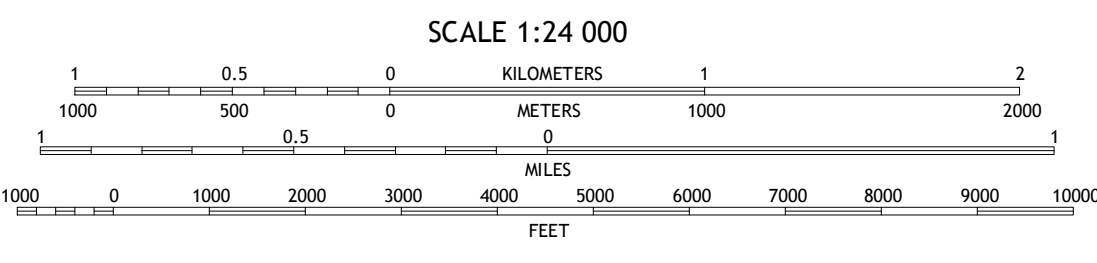 SCALE 1:24 000
1 0.5 0 KILOMETERS 1 2
1000 500 0 METERS 1000 2000
1 0.5 0 1
MILES
1000 0 1000 2000 3000 4000 5000 6000 7000 8000 9000 10000
FEET